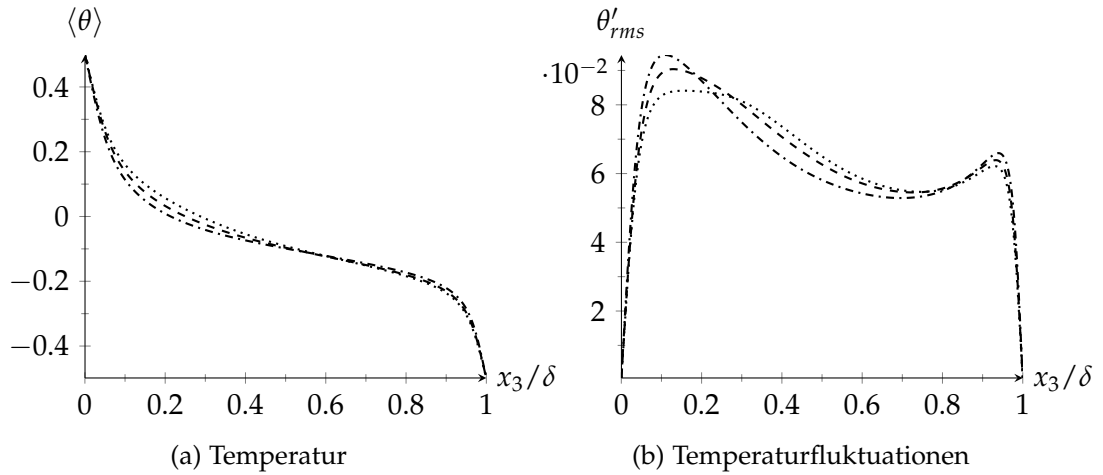 ⟨θ⟩
0.4
0.2
0
−0.2
−0.4
0 0.2 0.4 0.6 0.8 1
x₃/δ
(a) Temperatur
θ′rms
·10⁻²
8
6
4
2
0 0.2 0.4 0.6 0.8 1
x₃/δ
(b) Temperaturfluktuationen